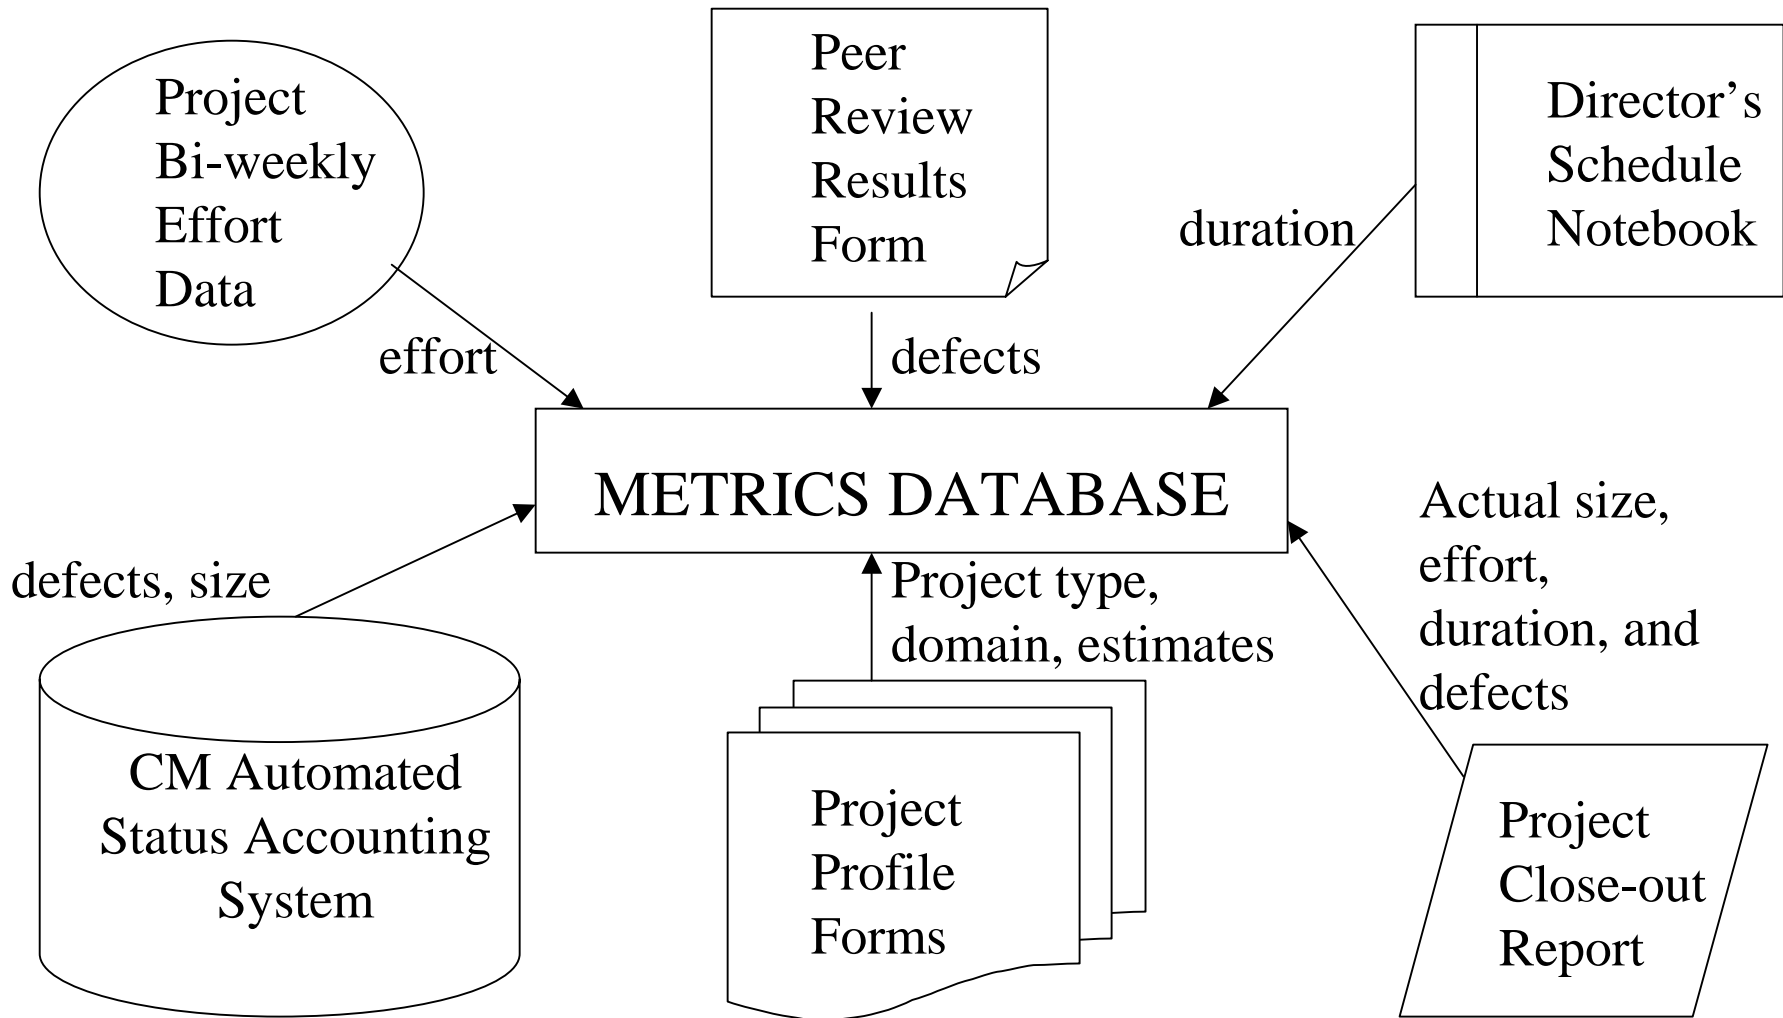 Project
Bi-weekly
Effort
Data
Peer
Review
Results
Form
Director’s
Schedule
Notebook
effort
defects
duration
METRICS DATABASE
defects, size
Project type,
domain, estimates
Actual size,
effort,
duration, and
defects
CM Automated
Status Accounting
System
Project
Profile
Forms
Project
Close-out
Report